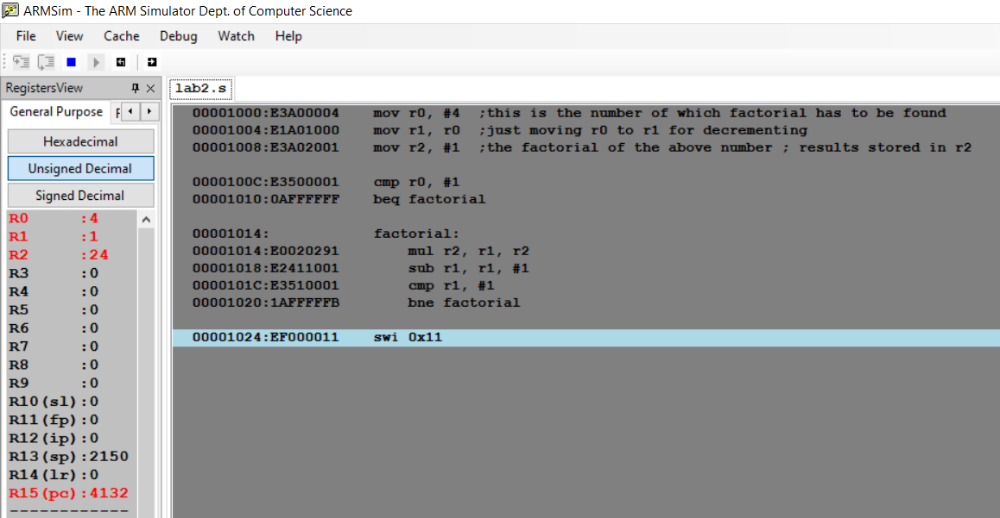 ARMSim - The ARM Simulator Dept. of Computer Science
File View Cache Debug Watch Help
RegistersView
lab2.s
General Purpose F
Hexadecimal
Unsigned Decimal
Signed Decimal
R0 :4
R1 :1
R2 :24
R3 :0
R4 :0
R5 :0
R6 :0
R7 :0
R8 :0
R9 :0
R10(sl):0
R11(fp):0
R12(ip):0
R13(sp):2150
R14(lr):0
R15(pc):4132
------------
00001000:E3A00004 mov r0, #4 ;this is the number of which factorial has to be found
00001004:E1A01000 mov r1, r0 ;just moving r0 to r1 for decrementing
00001008:E3A02001 mov r2, #1 ;the factorial of the above number ; results stored in r2
0000100C:E3500001 cmp r0, #1
00001010:0AFFFFFF beq factorial
00001014: factorial:
00001014:E0020291 mul r2, r1, r2
00001018:E2411001 sub r1, r1, #1
0000101C:E3510001 cmp r1, #1
00001020:1AFFFFFB bne factorial
00001024:EF000011 swi 0x11